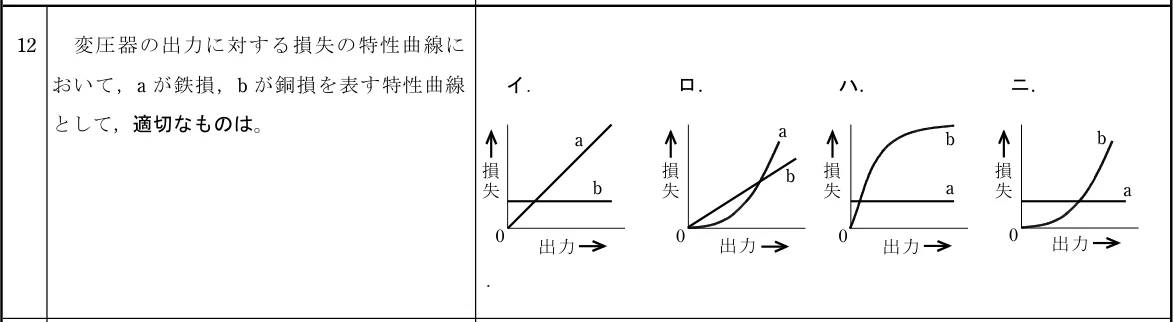 12
変圧器の出力に対する損失の特性曲線に
おいて，a が鉄損，b が銅損を表す特性曲線
として，適切なものは。
イ．
a
b
損失
0
出力
ロ．
a
b
損失
0
出力
ハ．
b
a
損失
0
出力
ニ．
b
a
損失
0
出力